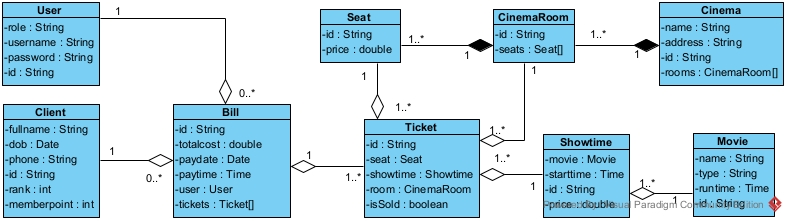 User
-role : String
-username : String
-password : String
-id : String
1
0..*
Client
-fullname : String
-dob : Date
-phone : String
-id : String
-rank : int
-memberpoint : int
1
0..*
Bill
-id : String
-totalcost : double
-paydate : Date
-paytime : Time
-user : User
-tickets : Ticket[]
1
1..*
Seat
-id : String
-price : double
1..*
1
1
1..*
CinemaRoom
-id : String
-seats : Seat[]
1..*
1
1
1..*
Cinema
-name : String
-address : String
-id : String
-rooms : CinemaRoom[]
Ticket
-id : String
-seat : Seat
-showtime : Showtime
-room : CinemaRoom
-isSold : boolean
1..*
1
Showtime
-movie : Movie
-starttime : Time
-id : String
-price : double
1..*
1
Movie
-name : String
-type : String
-runtime : Time
-id : String
Visual Paradigm Community Edition